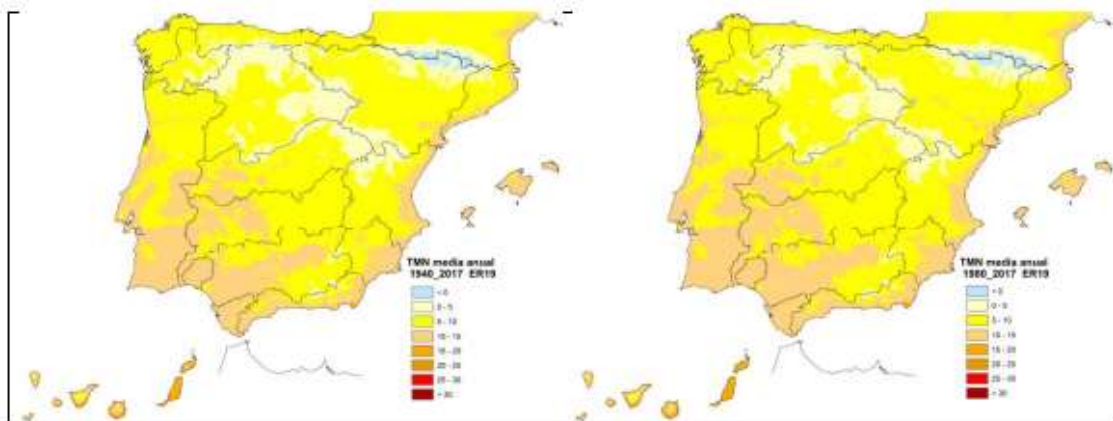 TMN media anual
1940_2017 ER19
< 0
0 - 5
5 - 10
10 - 15
15 - 20
20 - 25
25 - 30
> 30
TMN media anual
1980_2017 ER19
< 0
0 - 5
5 - 10
10 - 15
15 - 20
20 - 25
25 - 30
> 30